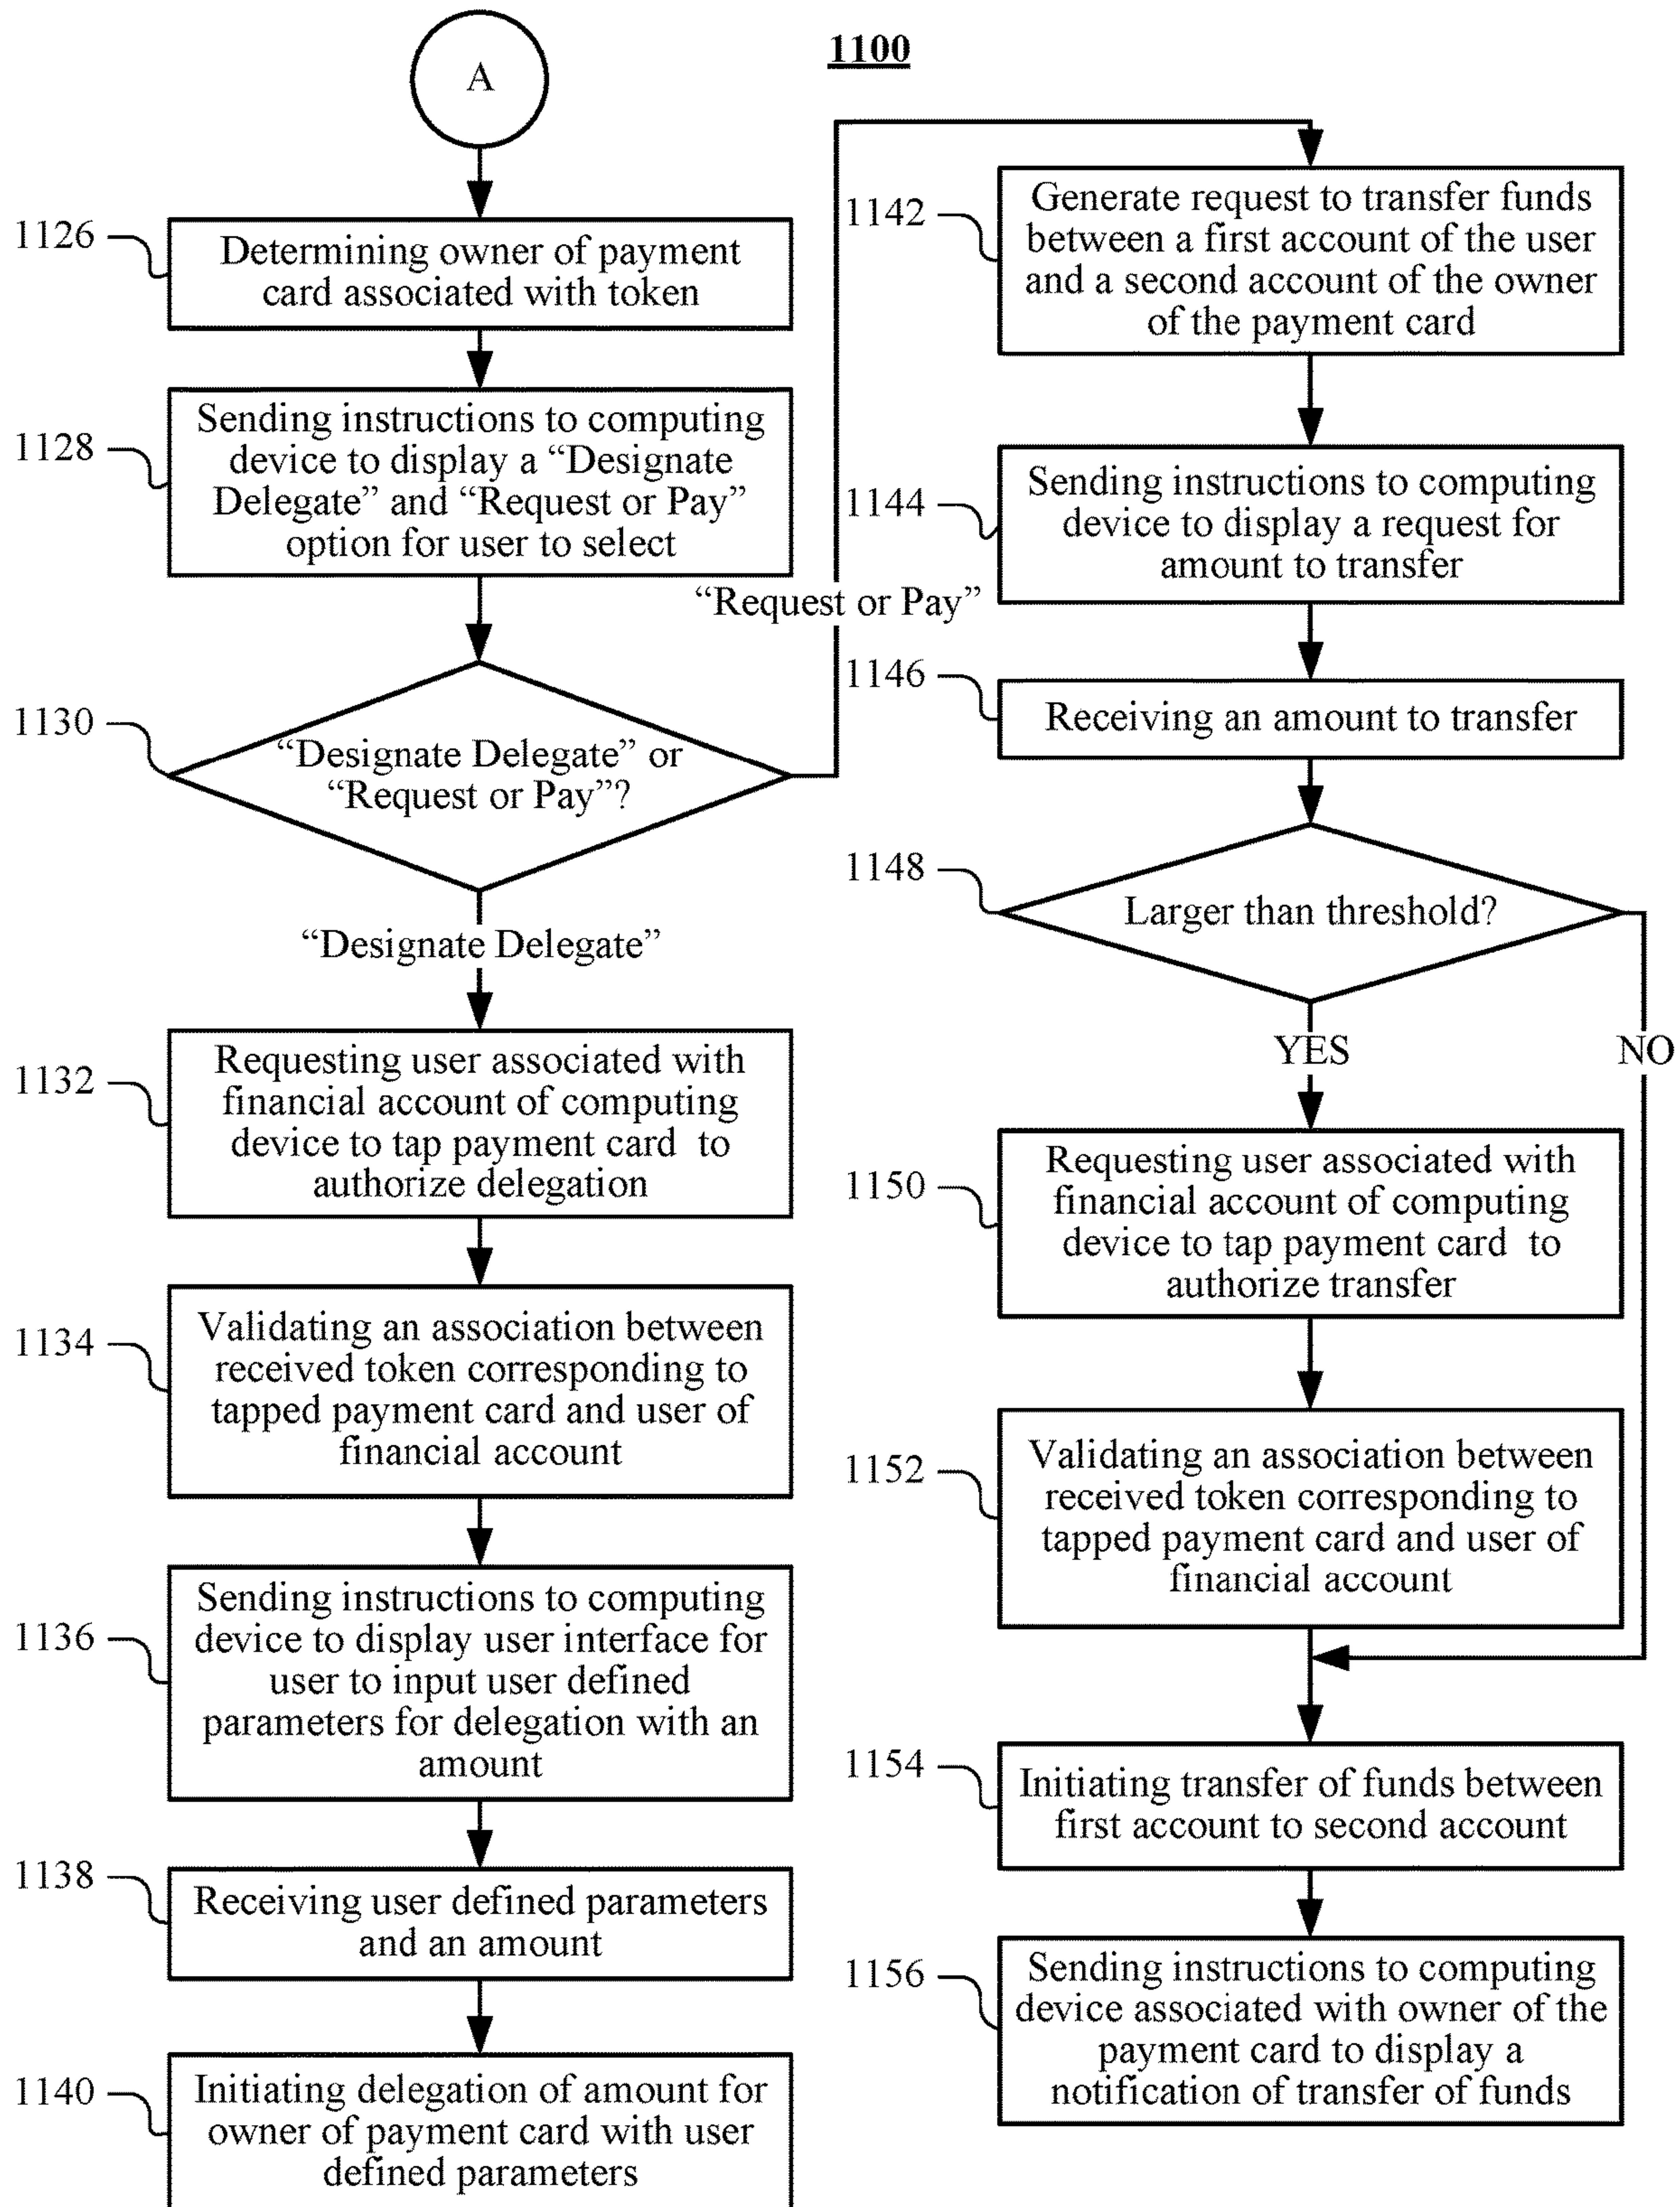 1100
A
1126
Determining owner of payment
card associated with token
1128
Sending instructions to computing
device to display a “Designate
Delegate” and “Request or Pay”
option for user to select
1130
“Designate Delegate” or
“Request or Pay”?
“Request or Pay”
“Designate Delegate”
1132
Requesting user associated with
financial account of computing
device to tap payment card to
authorize delegation
1134
Validating an association between
received token corresponding to
tapped payment card and user of
financial account
1136
Sending instructions to computing
device to display user interface for
user to input user defined
parameters for delegation with an
amount
1138
Receiving user defined parameters
and an amount
1140
Initiating delegation of amount for
owner of payment card with user
defined parameters
1142
Generate request to transfer funds
between a first account of the user
and a second account of the owner
of the payment card
1144
Sending instructions to computing
device to display a request for
amount to transfer
1146
Receiving an amount to transfer
1148
Larger than threshold?
YES
NO
1150
Requesting user associated with
financial account of computing
device to tap payment card to
authorize transfer
1152
Validating an association between
received token corresponding to
tapped payment card and user of
financial account
1154
Initiating transfer of funds between
first account to second account
1156
Sending instructions to computing
device associated with owner of the
payment card to display a
notification of transfer of funds